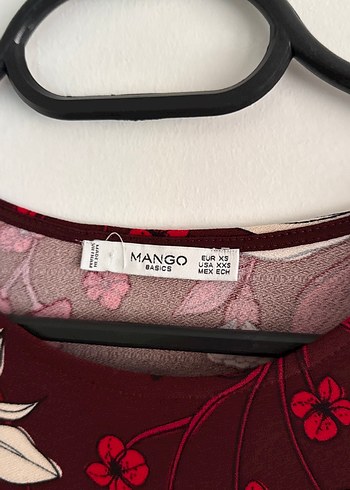 MANGO
BASICS
EUR XS
USA XXS
MEX ECH